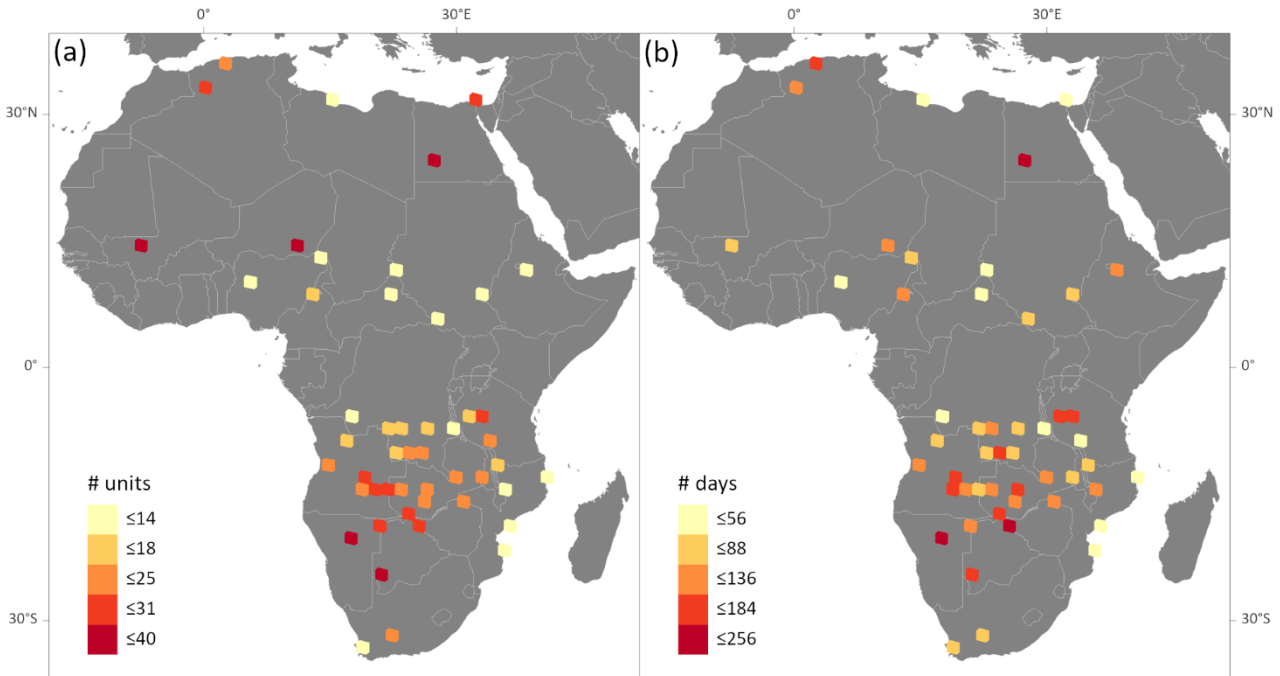 0° 30°E 0° 30°E
(a) (b)
30°N 30°N
0° 0°
# units # days
≤14 ≤56
≤18 ≤88
≤25 ≤136
≤31 ≤184
≤40 ≤256
30°S 30°S